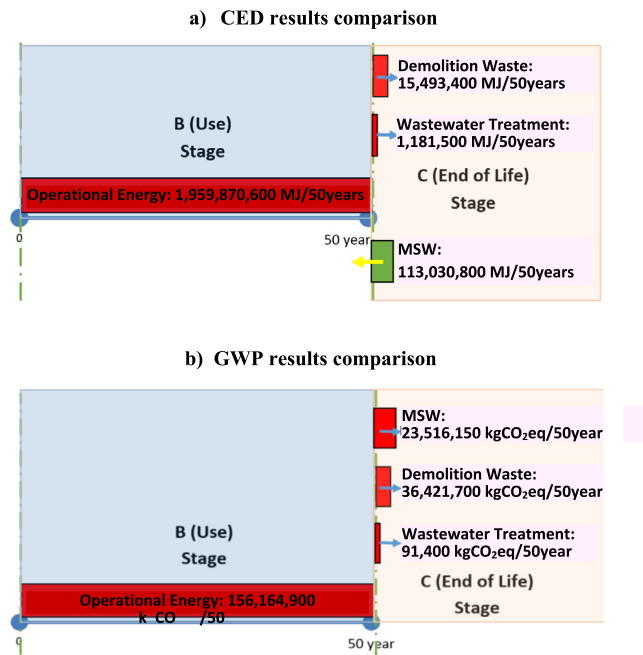 a) CED results comparison
Demolition Waste:
15,493,400 MJ/50years
B (Use)
Stage
Wastewater Treatment:
1,181,500 MJ/50years
C (End of Life)
Stage
Operational Energy: 1,959,870,600 MJ/50years
0
50 year
MSW:
113,030,800 MJ/50years
b) GWP results comparison
MSW:
23,516,150 kgCO₂eq/50year
Demolition Waste:
36,421,700 kgCO₂eq/50year
B (Use)
Stage
Wastewater Treatment:
91,400 kgCO₂eq/50year
C (End of Life)
Stage
Operational Energy: 156,164,900
k CO /50
0
50 year